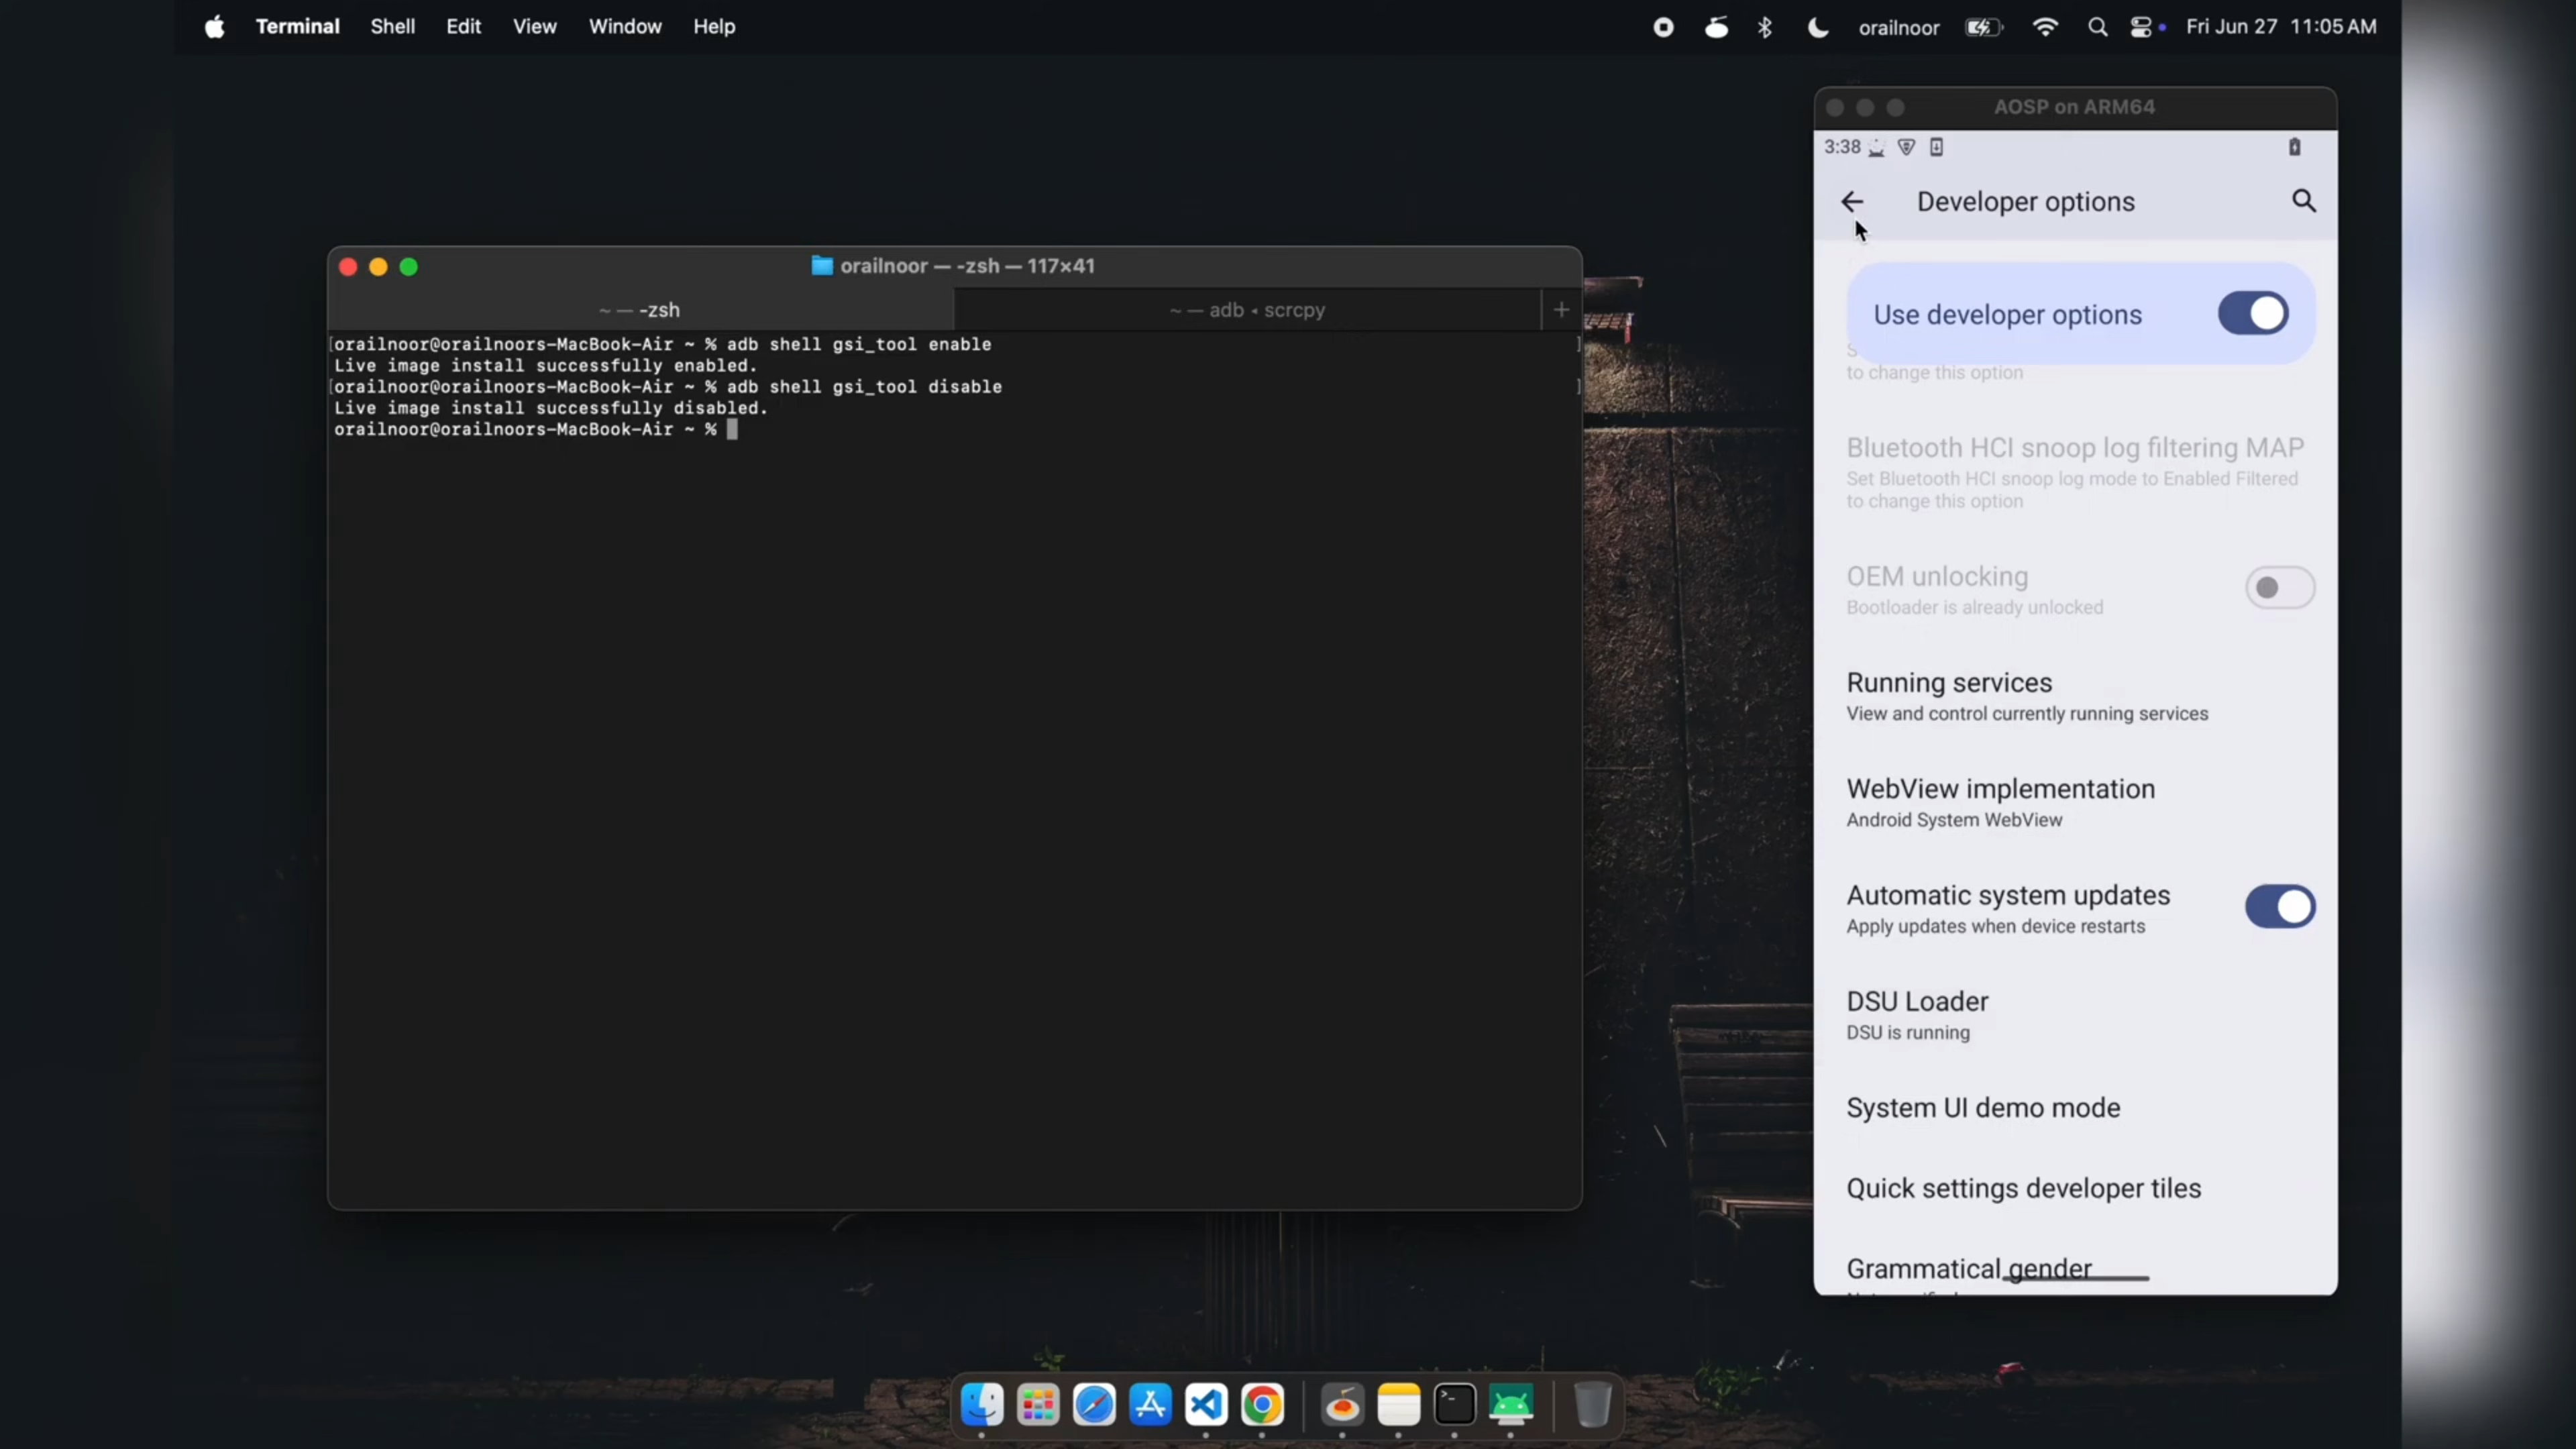 Terminal Shell Edit View Window Help
orailnoor Fri Jun 27 11:05 AM
orailnoor — -zsh — 117×41
~ — -zsh
~ — adb ◂ scrcpy
+
[orailnoor@orailnoors-MacBook-Air ~ % adb shell gsi_tool enable ]
Live image install successfully enabled.
[orailnoor@orailnoors-MacBook-Air ~ % adb shell gsi_tool disable ]
Live image install successfully disabled.
orailnoor@orailnoors-MacBook-Air ~ %
AOSP on ARM64
3:38
Developer options
Use developer options
to change this option
Bluetooth HCI snoop log filtering MAP
Set Bluetooth HCI snoop log mode to Enabled Filtered
to change this option
OEM unlocking
Bootloader is already unlocked
Running services
View and control currently running services
WebView implementation
Android System WebView
Automatic system updates
Apply updates when device restarts
DSU Loader
DSU is running
System UI demo mode
Quick settings developer tiles
Grammatical gender